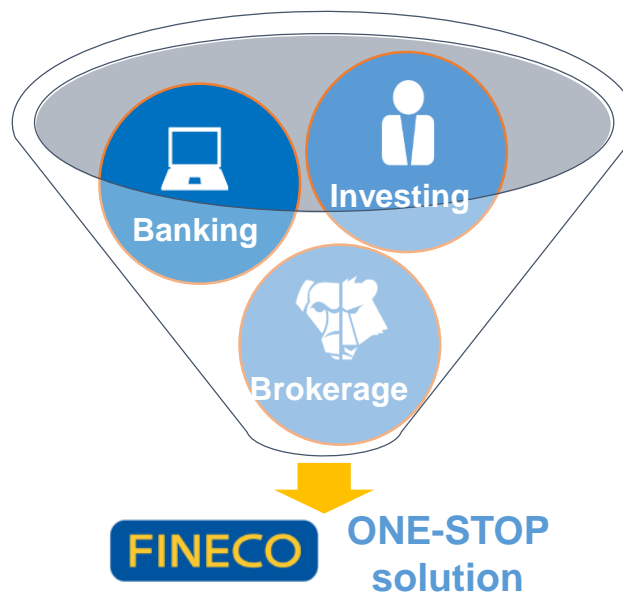 Investing
Banking
Brokerage
FINECO
ONE-STOP
solution